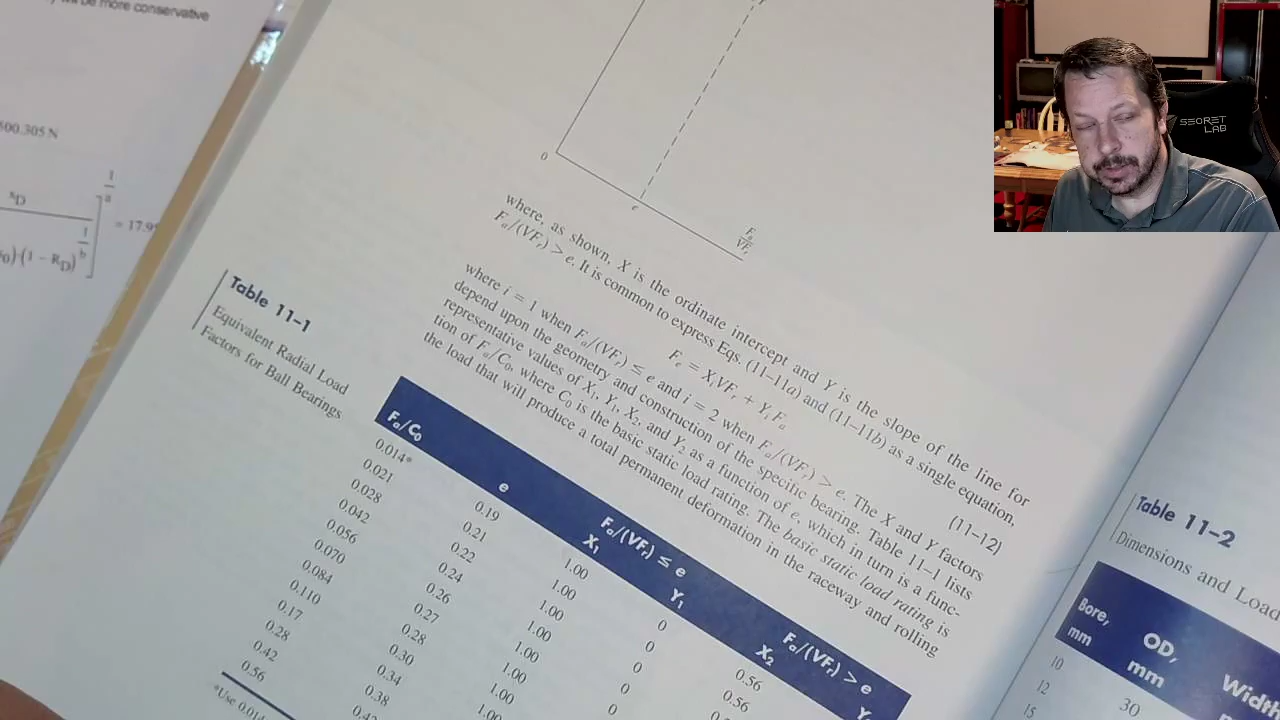 will be more conservative
600.305 N
= 17.9
1
a
x_D
(1 − R_D)
1
b
0
e
F_a
VF_r
where, as shown, X is the ordinate intercept and Y is the slope of the line for
F_a/(VF_r) > e. It is common to express Eqs. (11–11a) and (11–11b) as a single equation,
F_e = X_iVF_r + Y_iF_a
(11–12)
where i = 1 when F_a/(VF_r) ≤ e and i = 2 when F_a/(VF_r) > e. The X and Y factors
depend upon the geometry and construction of the specific bearing. Table 11–1 lists
representative values of X_1, Y_1, X_2, and Y_2 as a function of e, which in turn is a func-
tion of F_a/C_0, where C_0 is the basic static load rating. The basic static load rating is
the load that will produce a total permanent deformation in the raceway and rolling
Table 11–1
Equivalent Radial Load
Factors for Ball Bearings
F_a/(VF_r) ≤ e
F_a/(VF_r) > e
F_a/C_0 e X_1 Y_1 X_2 Y
0.014* 0.19 1.00 0 0.56
0.021 0.21 1.00 0 0.56
0.028 0.22 1.00 0
0.042 0.24 1.00 0
0.056 0.26 1.00 0
0.070 0.27 1.00
0.084 0.28 1.00
0.110 0.30
0.17 0.34
0.28 0.38
0.42
0.56
*Use 0.014
Table 11–2
Dimensions and Load
Bore,
mm
OD,
mm
Width
10 30
12
15
SECRET
LAB